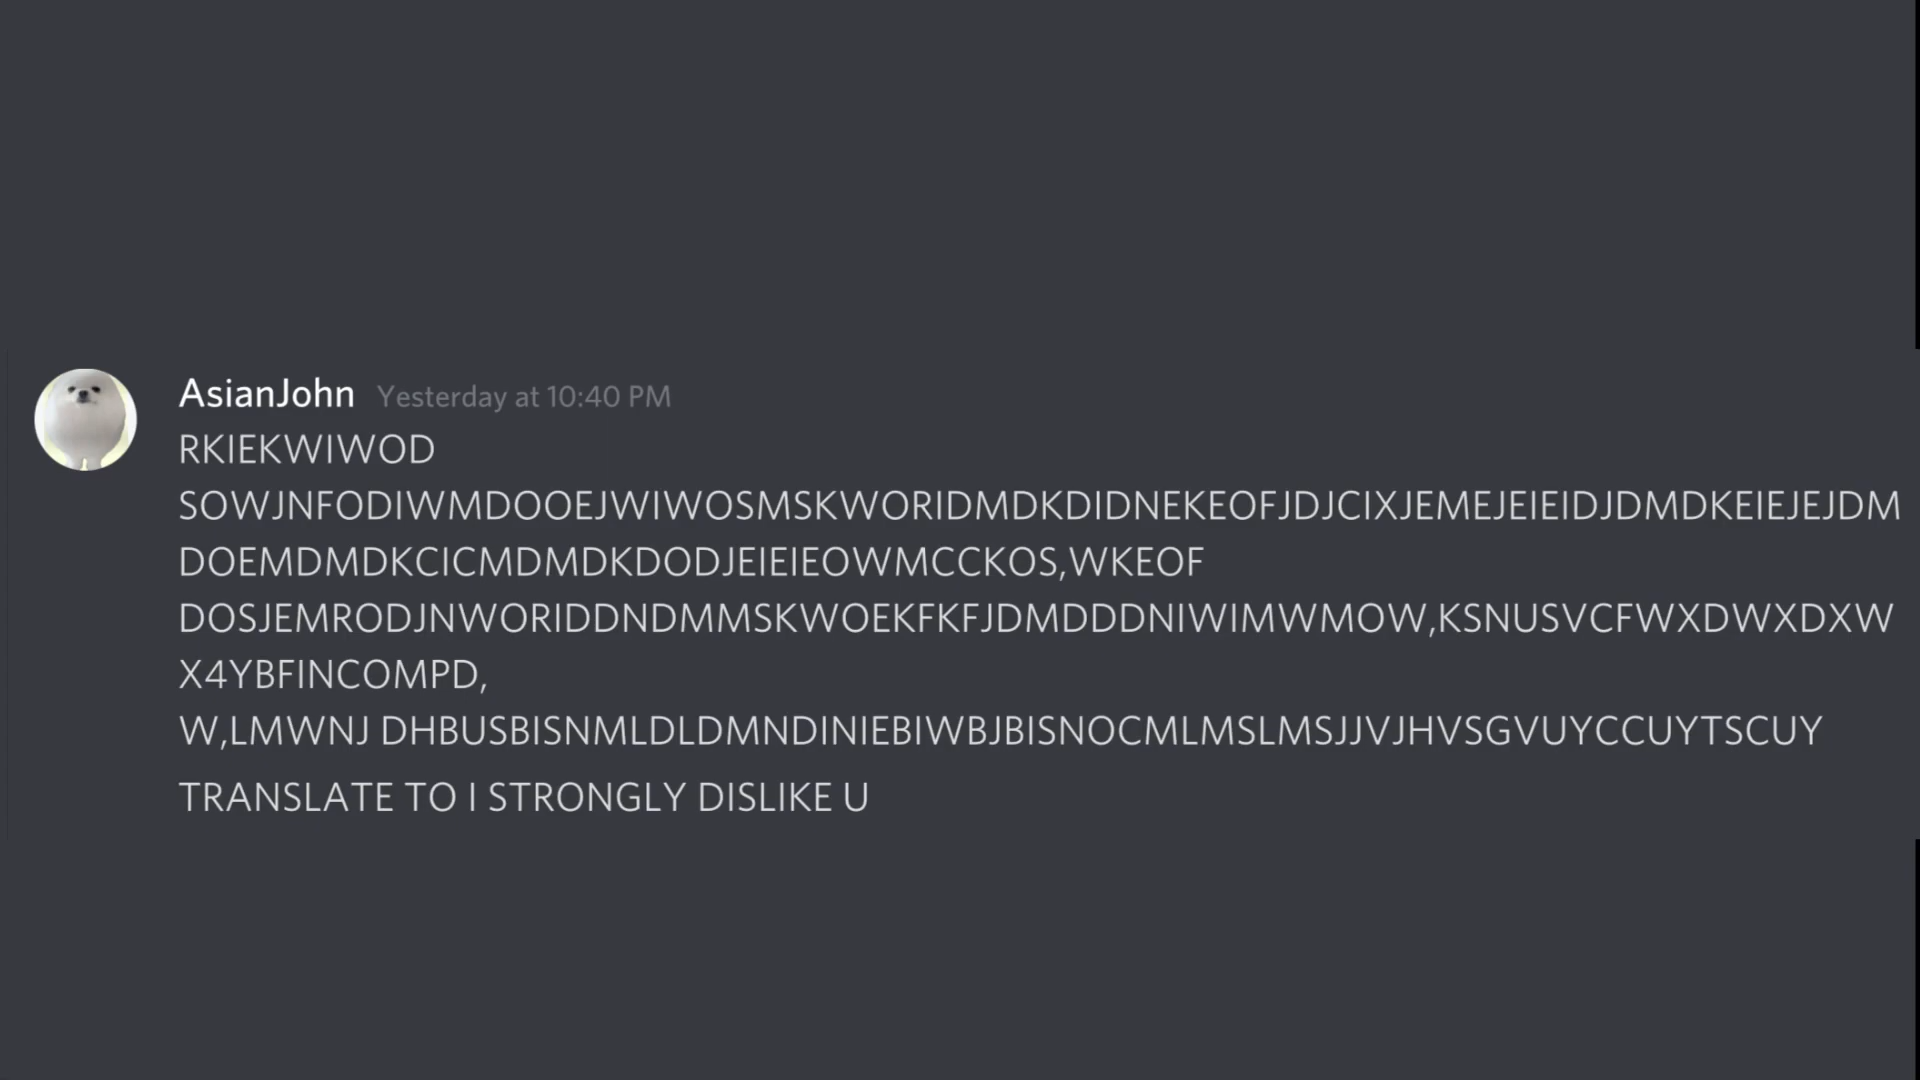 AsianJohn Yesterday at 10:40 PM
RKIEKWIWOD
SOWJNFODIWMDOOEJWIWOSMSKWORIDMDKDIDNEKEOFJDJCIXJEMEJEIEIDJDMDKEIEJEJDM
DOEMDMDKCICMDMDKDODJEIEIEOWMCCKOS,WKEOF
DOSJEMRODJNWORIDDNDMMSKWOEKFKFJDMDDDNIWIMWMOW,KSNUSVCFWXDWXDXW
X4YBFINCOMPD,
W,LMWNJ DHBUSBISNMLDLDMNDINIEBIWBJBISNOCMLMSLMSJJVJHVSGVUYCCUYTSCUY
TRANSLATE TO I STRONGLY DISLIKE U